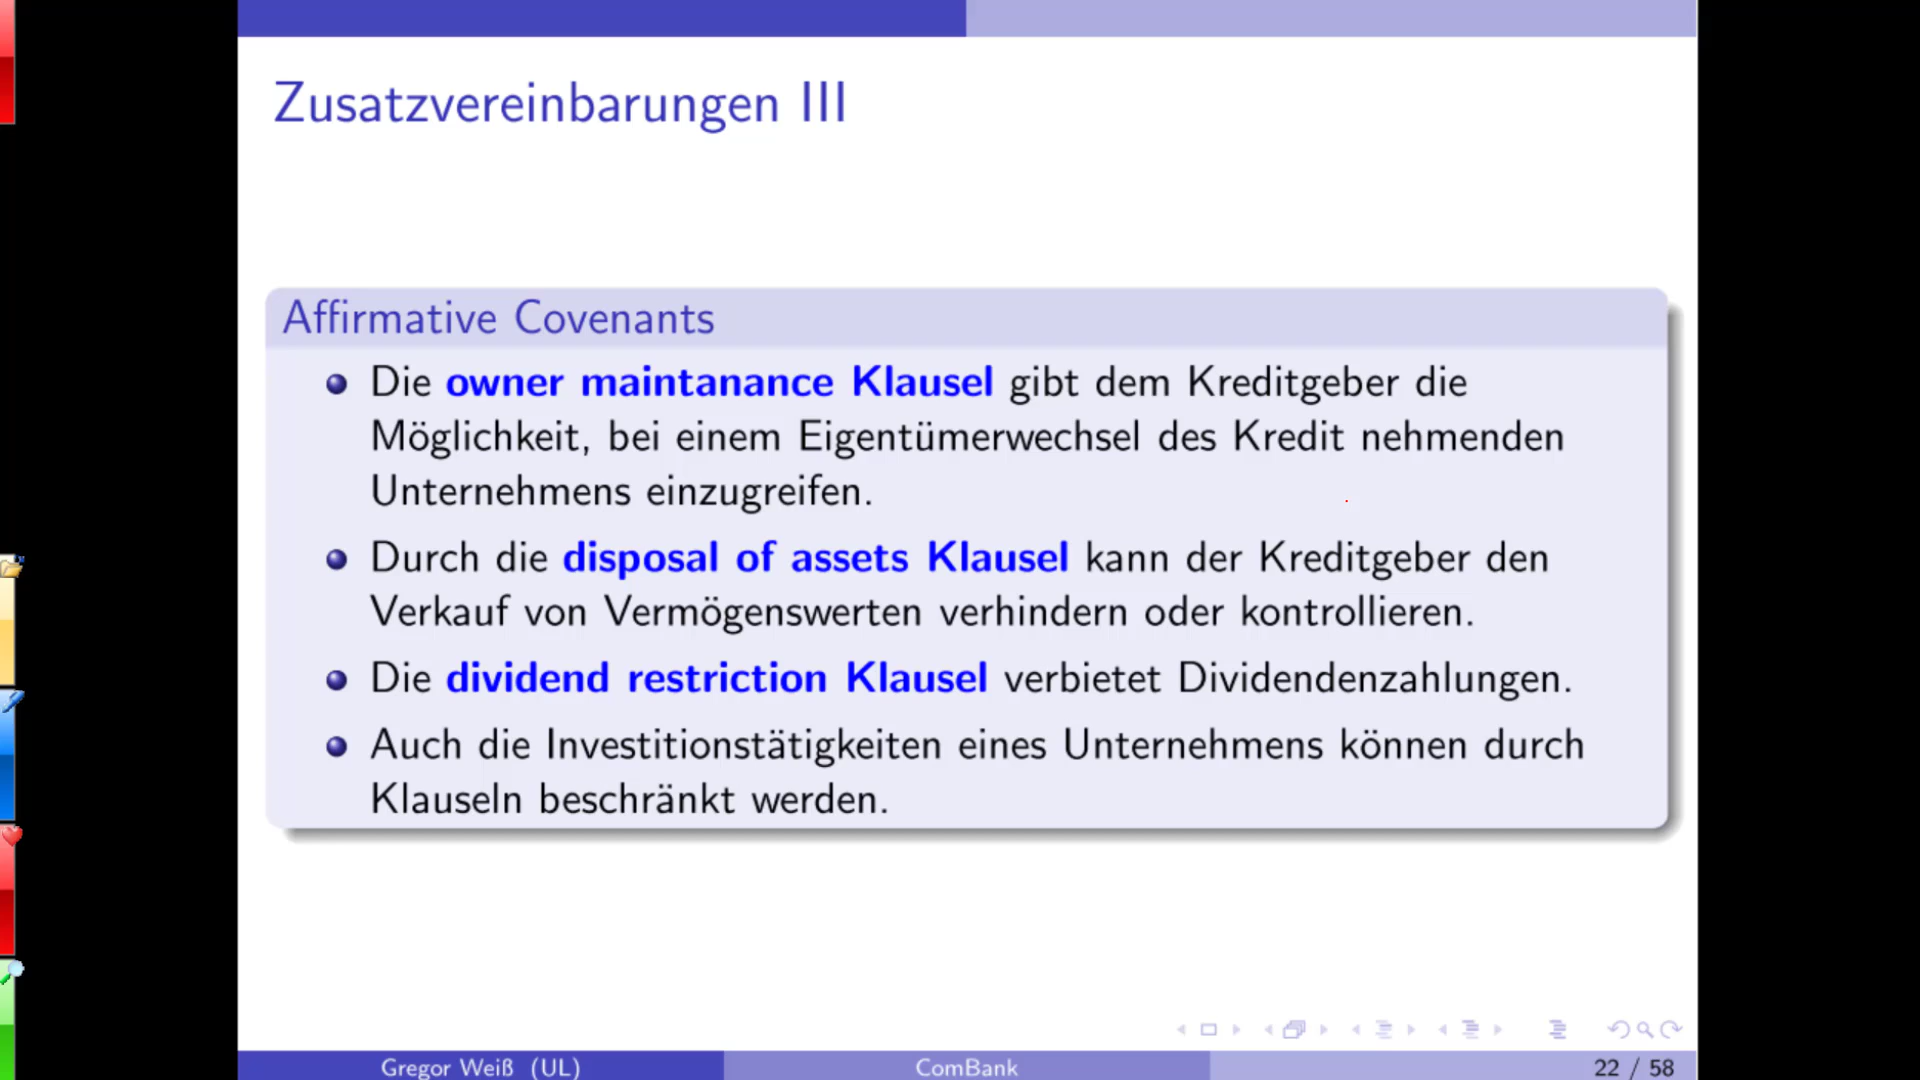 Zusatzvereinbarungen III
Affirmative Covenants
Die owner maintanance Klausel gibt dem Kreditgeber die
Möglichkeit, bei einem Eigentümerwechsel des Kredit nehmenden
Unternehmens einzugreifen.
Durch die disposal of assets Klausel kann der Kreditgeber den
Verkauf von Vermögenswerten verhindern oder kontrollieren.
Die dividend restriction Klausel verbietet Dividendenzahlungen.
Auch die Investitionstätigkeiten eines Unternehmens können durch
Klauseln beschränkt werden.
Gregor Weiß (UL) ComBank 22 / 58